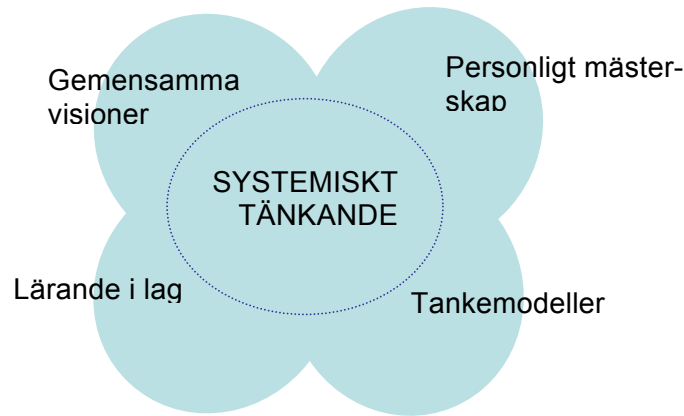 Gemensamma
visioner
Personligt mäster-
skap
SYSTEMISKT
TÄNKANDE
Lärande i lag
Tankemodeller